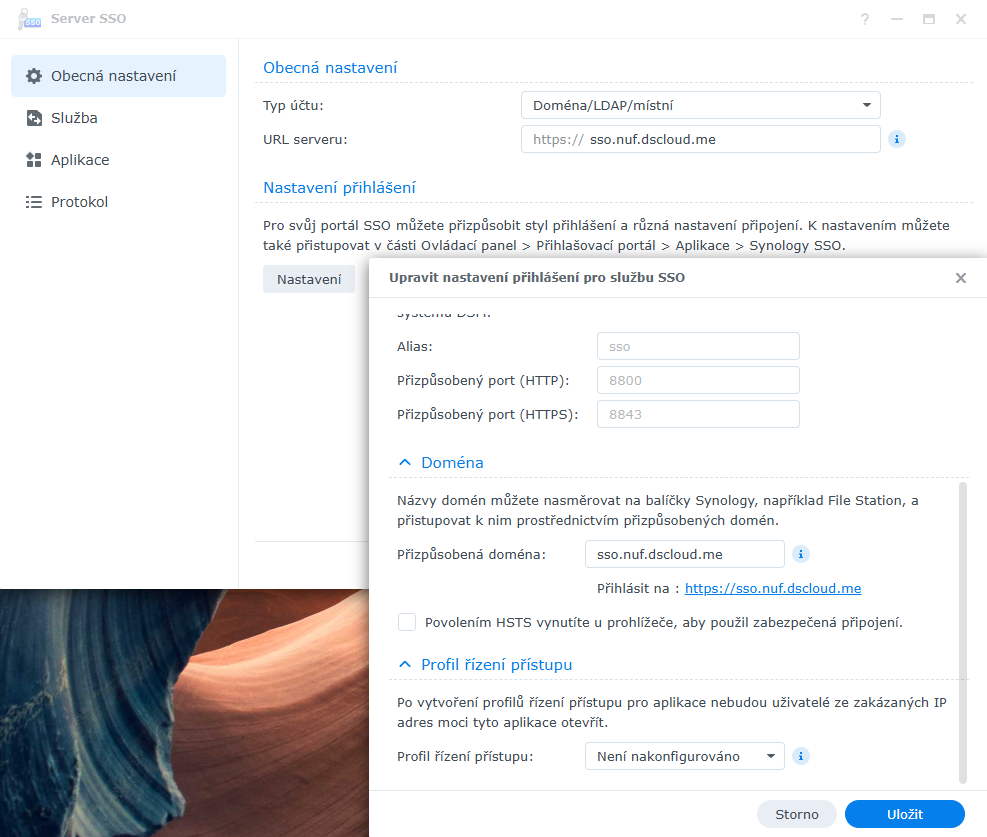 Server SSO
Obecná nastavení
Služba
Aplikace
Protokol
Obecná nastavení
Typ účtu:
Doména/LDAP/místní
URL serveru:
https:// sso.nuf.dscloud.me
Nastavení přihlášení
Pro svůj portál SSO můžete přizpůsobit styl přihlášení a různá nastavení připojení. K nastavením můžete
také přistupovat v části Ovládací panel > Přihlašovací portál > Aplikace > Synology SSO.
Nastavení
Upravit nastavení přihlášení pro službu SSO
systému DSM.
Alias:
sso
Přizpůsobený port (HTTP):
8800
Přizpůsobený port (HTTPS):
8843
Doména
Názvy domén můžete nasměrovat na balíčky Synology, například File Station, a
přistupovat k nim prostřednictvím přizpůsobených domén.
Přizpůsobená doména:
sso.nuf.dscloud.me
Přihlásit na : https://sso.nuf.dscloud.me
Povolením HSTS vynutíte u prohlížeče, aby použil zabezpečená připojení.
Profil řízení přístupu
Po vytvoření profilů řízení přístupu pro aplikace nebudou uživatelé ze zakázaných IP
adres moci tyto aplikace otevřít.
Profil řízení přístupu:
Není nakonfigurováno
Storno
Uložit